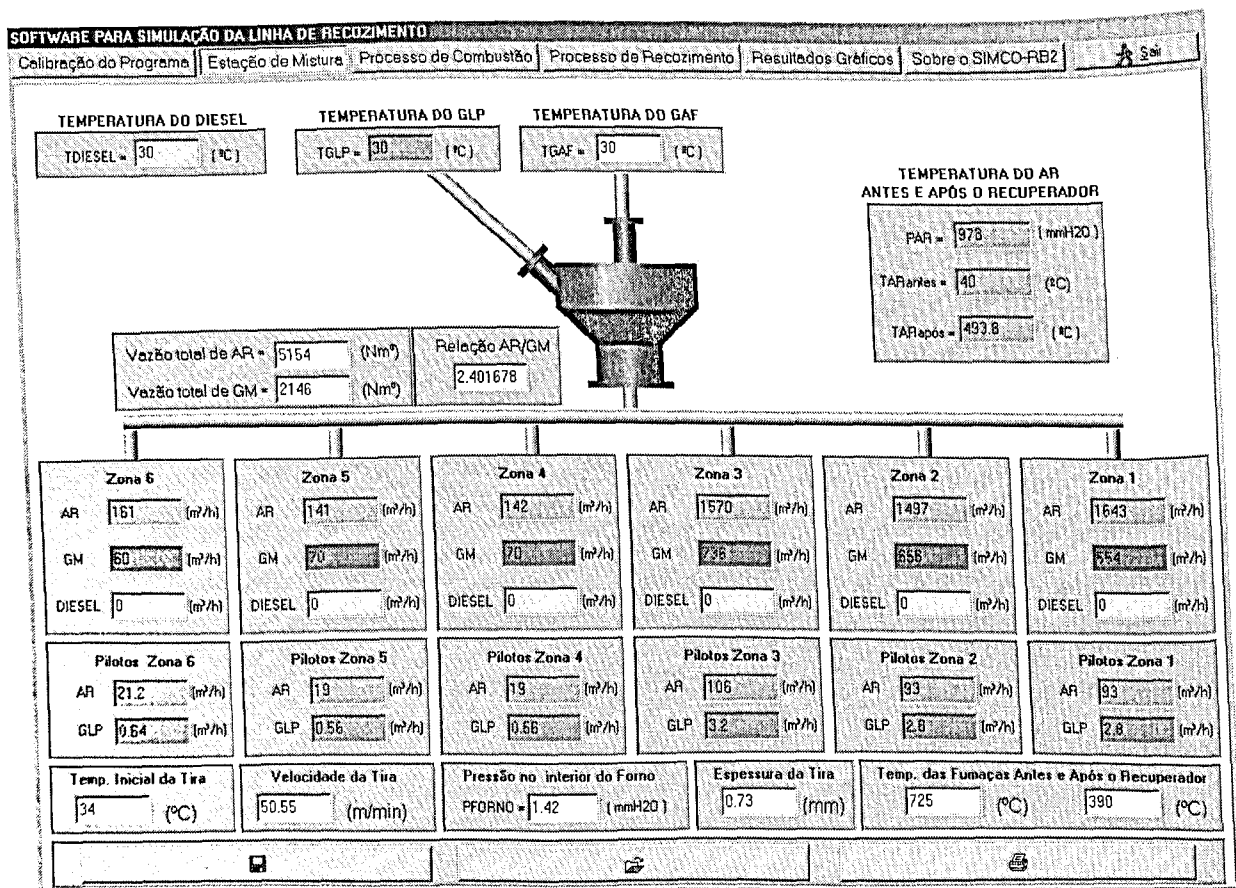 SOFTWARE PARA SIMULAÇÃO DA LINHA DE RECOZIMENTO
Calibração do Programa Estação de Mistura Processo de Combustão Processo de Recozimento Resultados Gráficos Sobre o SIMCO-RB2 Sair
TEMPERATURA DO DIESEL TEMPERATURA DO GLP TEMPERATURA DO GAF
TDIESEL = 30 (ºC) TGLP = 30 (ºC) TGAF = 30 (ºC)
TEMPERATURA DO AR
ANTES E APÓS O RECUPERADOR
PAR = 978 (mmH2O)
TARantes = 40 (ºC)
TARapós = 493.8 (ºC)
Vazão total de AR = 5154 (Nm³) Relação AR/GM
Vazão total de GM = 2146 (Nm³) 2.401678
Zona 6 Zona 5 Zona 4 Zona 3 Zona 2 Zona 1
AR 161 (m³/h) AR 141 (m³/h) AR 142 (m³/h) AR 1570 (m³/h) AR 1497 (m³/h) AR 1643 (m³/h)
GM 60 (m³/h) GM 70 (m³/h) GM 70 (m³/h) GM 736 (m³/h) GM 656 (m³/h) GM 554 (m³/h)
DIESEL 0 (m³/h) DIESEL 0 (m³/h) DIESEL 0 (m³/h) DIESEL 0 (m³/h) DIESEL 0 (m³/h) DIESEL 0 (m³/h)
Pilotos Zona 6 Pilotos Zona 5 Pilotos Zona 4 Pilotos Zona 3 Pilotos Zona 2 Pilotos Zona 1
AR 21.2 (m³/h) AR 19 (m³/h) AR 19 (m³/h) AR 106 (m³/h) AR 93 (m³/h) AR 93 (m³/h)
GLP 0.64 (m³/h) GLP 0.56 (m³/h) GLP 0.56 (m³/h) GLP 3.2 (m³/h) GLP 2.8 (m³/h) GLP 2.8 (m³/h)
Temp. Inicial da Tira Velocidade da Tira Pressão no interior do Forno Espessura da Tira Temp. das Fumaças Antes e Após o Recuperador
34 (ºC) 50.55 (m/min) PFORNO = 1.42 (mmH2O) 0.73 (mm) 725 (ºC) 390 (ºC)